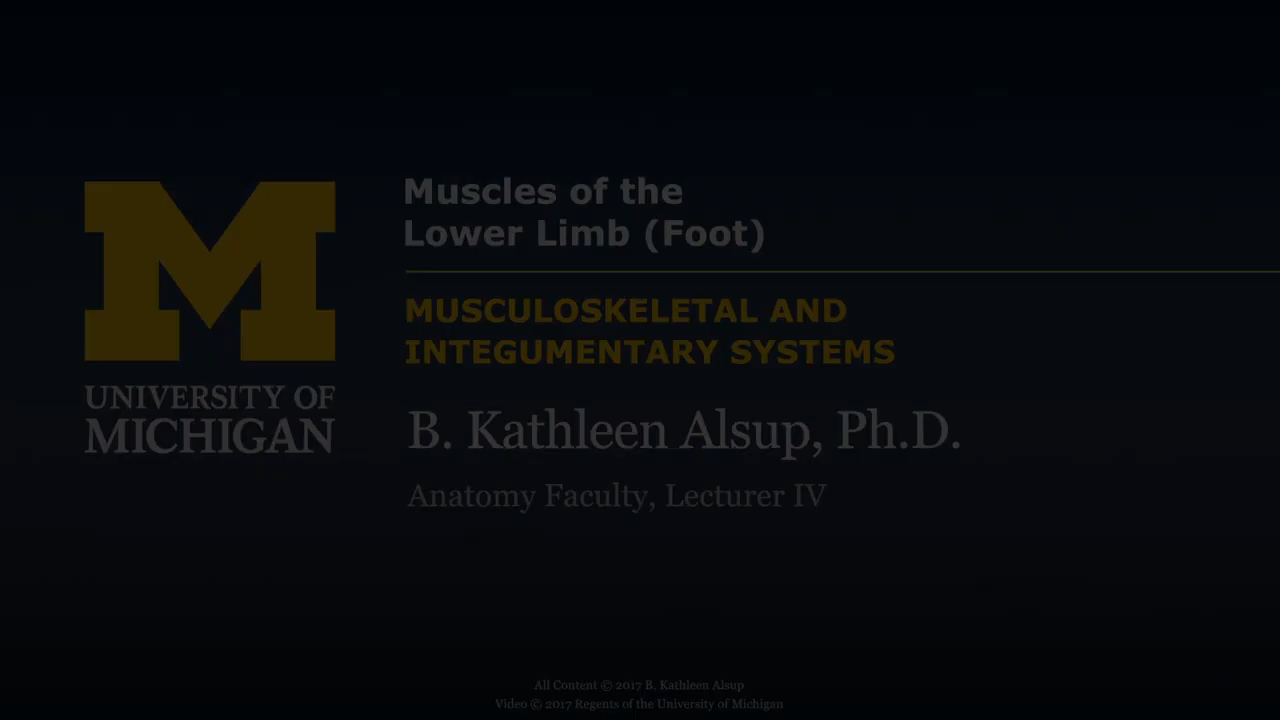 Muscles of the
Lower Limb (Foot)
MUSCULOSKELETAL AND
INTEGUMENTARY SYSTEMS
B. Kathleen Alsup, Ph.D.
Anatomy Faculty, Lecturer IV
M
UNIVERSITY OF
MICHIGAN
All Content © 2017 B. Kathleen Alsup
Video © 2017 Regents of the University of Michigan